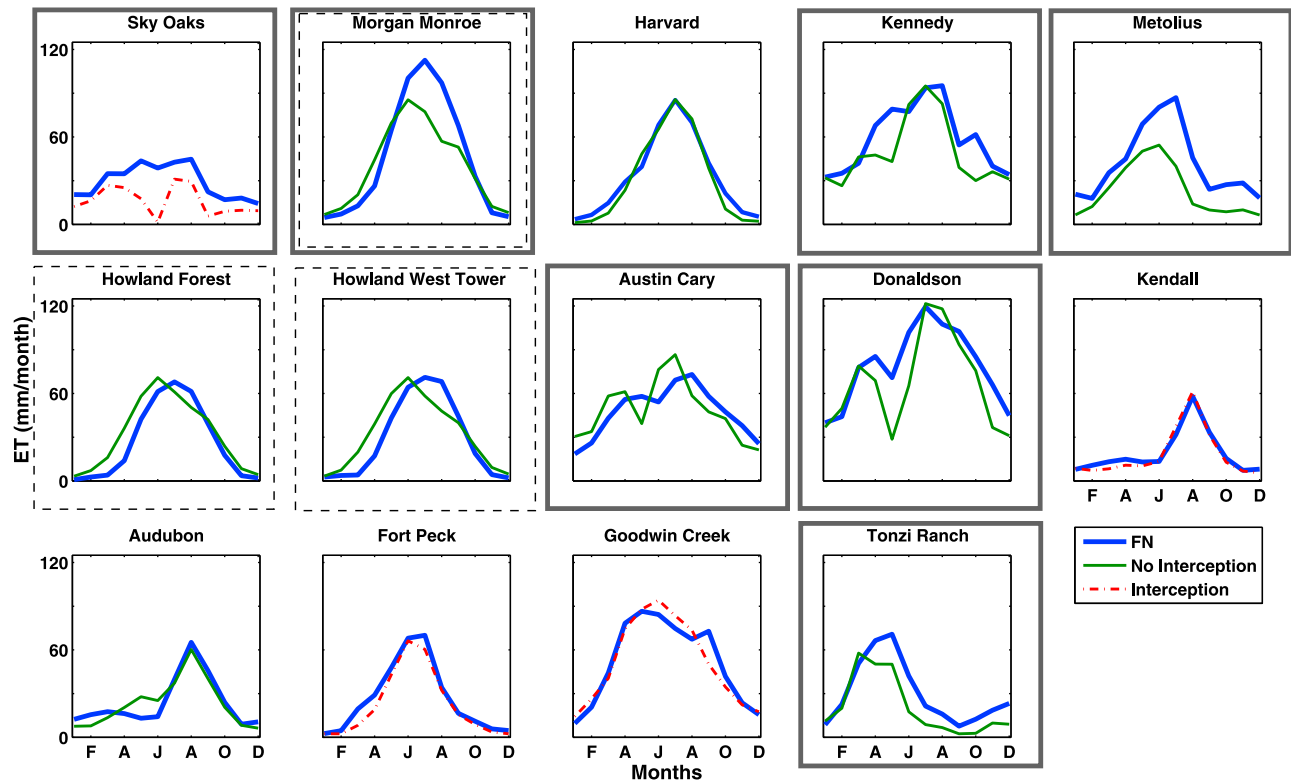 Sky Oaks
Morgan Monroe
Harvard
Kennedy
Metolius
120
60
0
Howland Forest
Howland West Tower
Austin Cary
Donaldson
Kendall
ET (mm/month)
120
60
0
F A J A O D
Audubon
Fort Peck
Goodwin Creek
Tonzi Ranch
FN
No Interception
Interception
120
60
0
F A J A O D
F A J A O D
F A J A O D
F A J A O D
Months